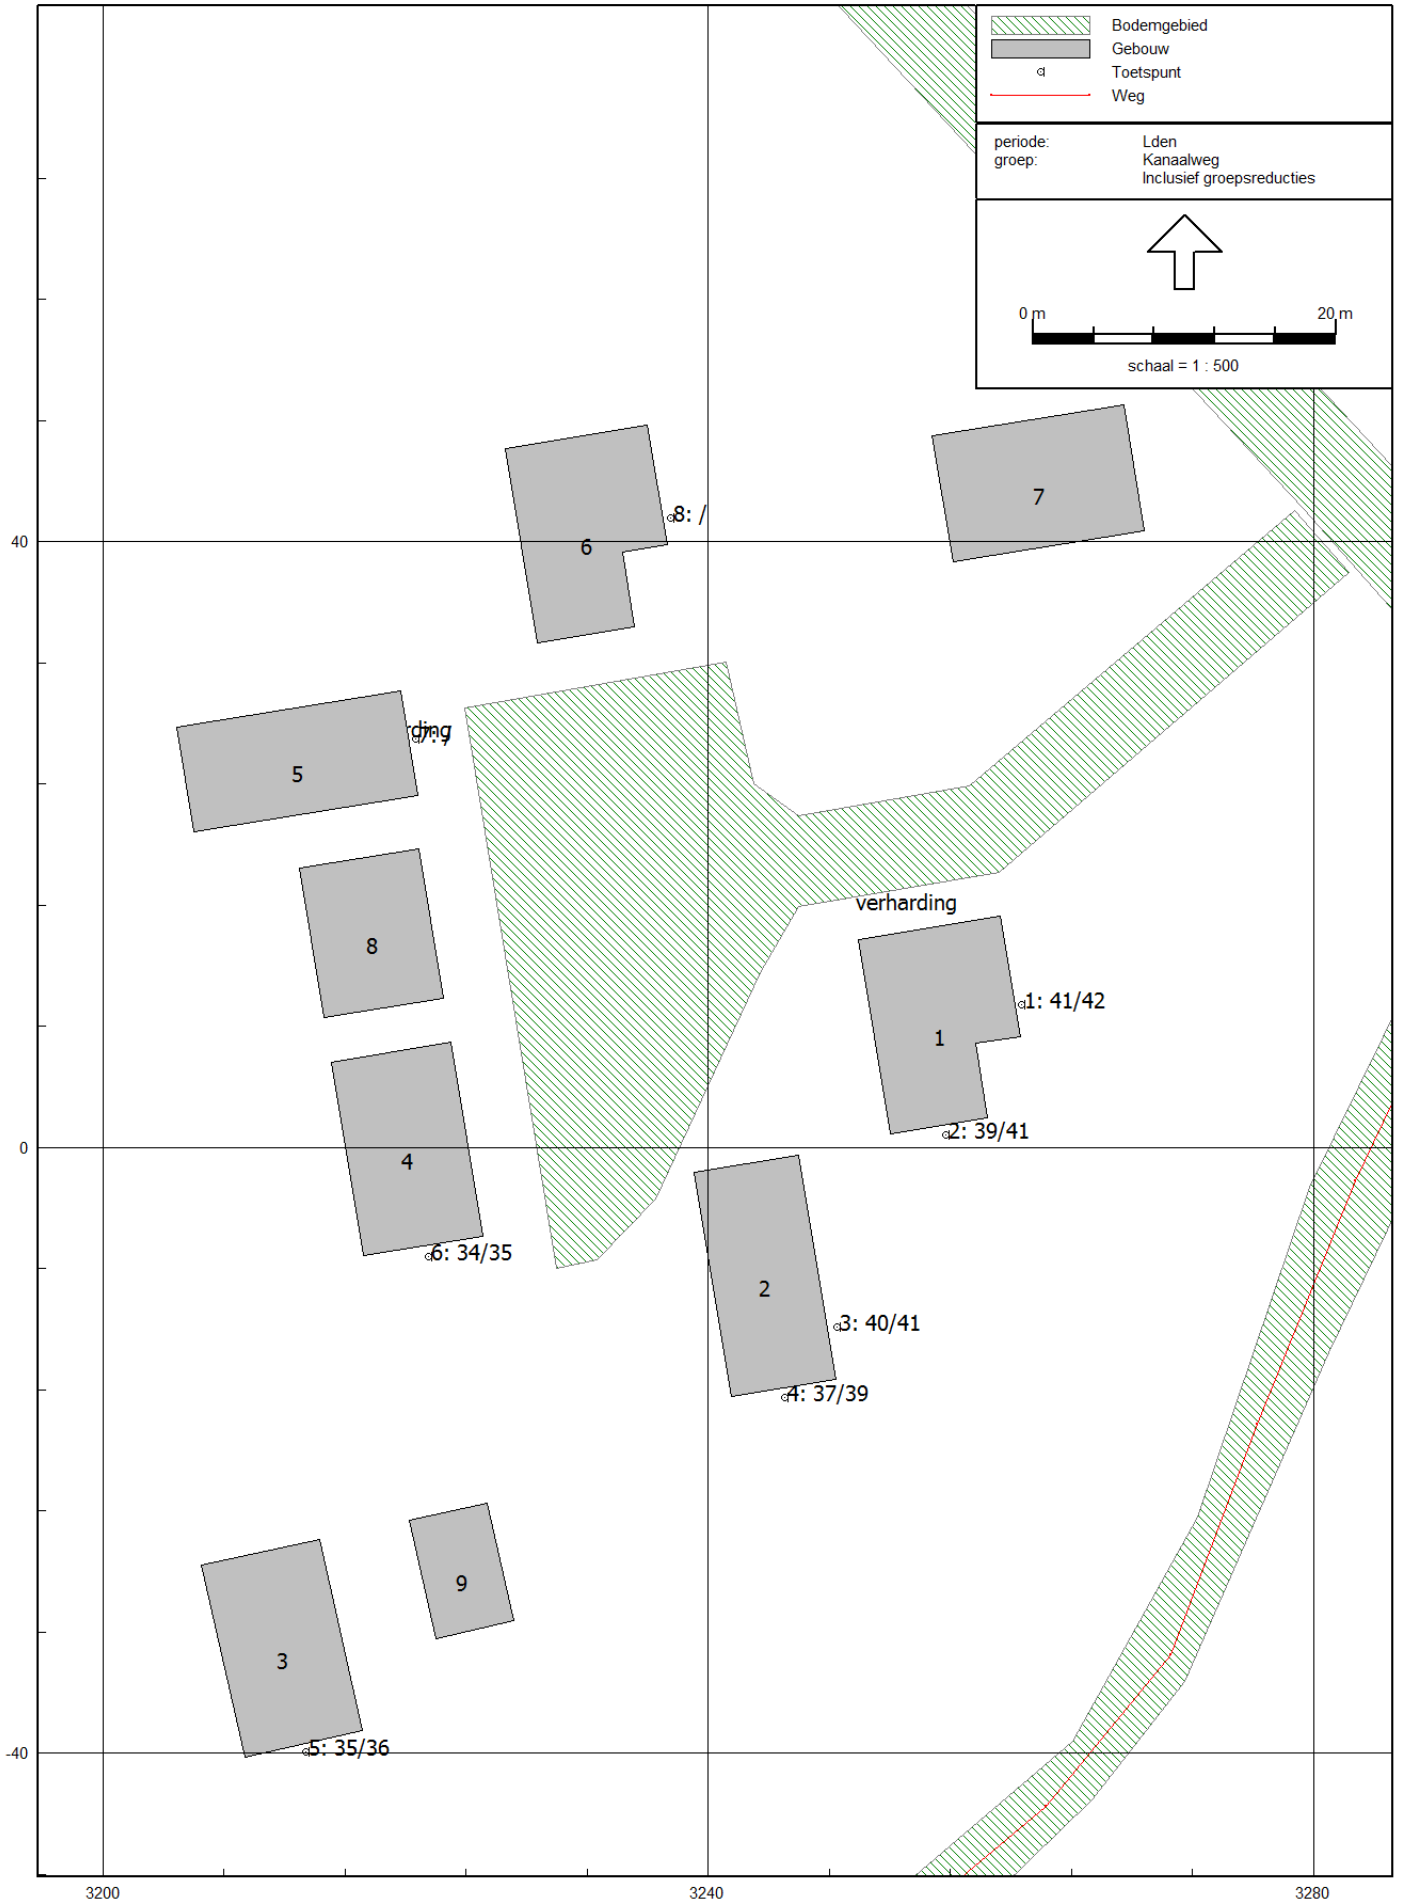 Bodemgebied
Gebouw
Toetspunt
Weg
periode: Lden
groep: Kanaalweg
Inclusief groepsreducties
0 m 20 m
schaal = 1 : 500
7
8: /
6
40
rding
7: /
5
8
verharding
1: 41/42
1
2: 39/41
0
4
6: 34/35
2
3: 40/41
4: 37/39
9
3
5: 35/36
-40
3200 3240 3280